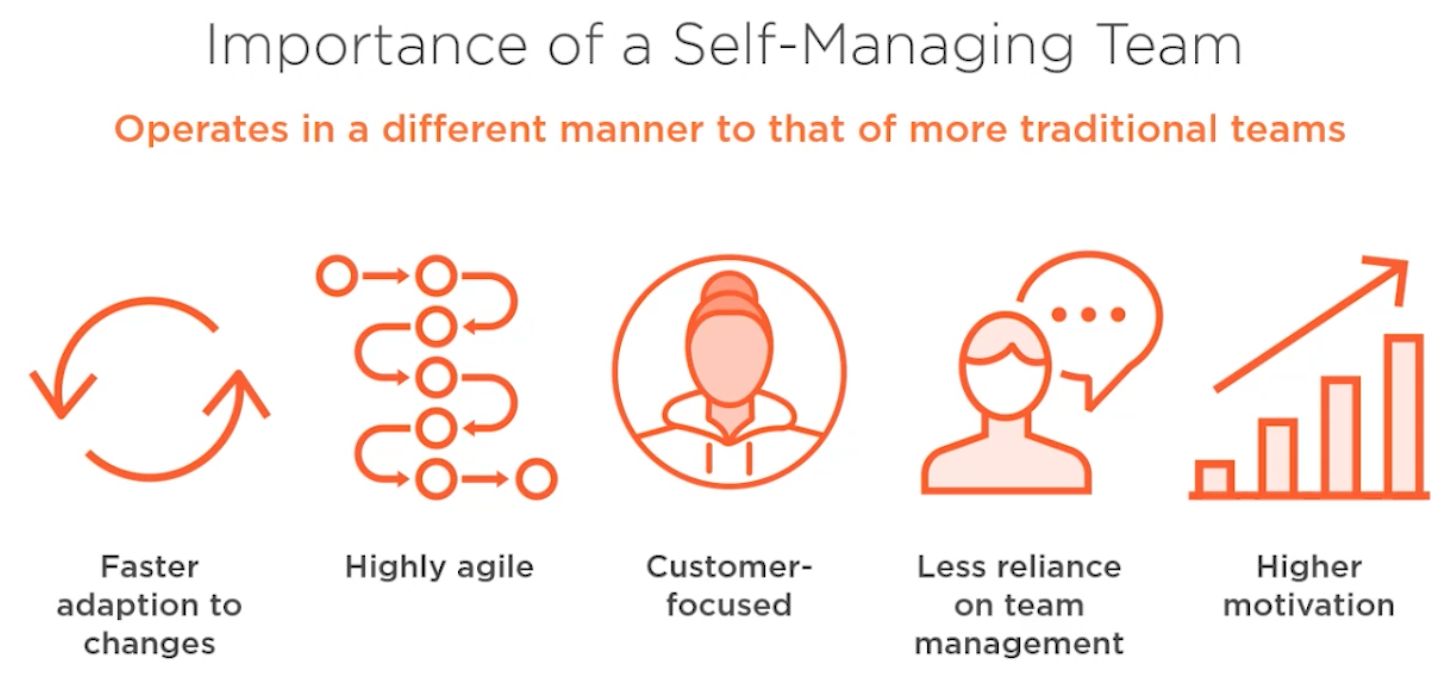 Importance of a Self-Managing Team
Operates in a different manner to that of more traditional teams
Faster
adaption to
changes
Highly agile
Customer-
focused
Less reliance
on team
management
Higher
motivation